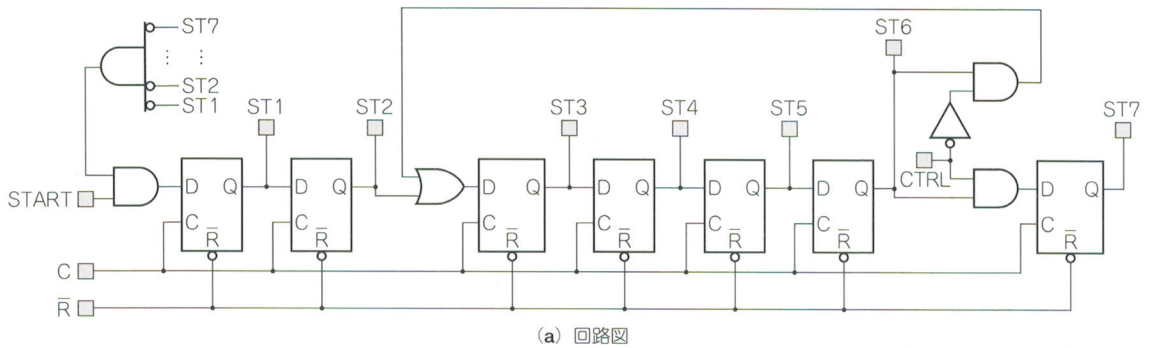 ST7
⋮ ⋮
ST2
ST1
START
D Q
C
R̅
ST1
D Q
C
R̅
ST2
D Q
C
R̅
ST3
D Q
C
R̅
ST4
D Q
C
R̅
ST5
D Q
C
R̅
ST6
CTRL
D Q
C
R̅
ST7
C
R̅
(a) 回路図